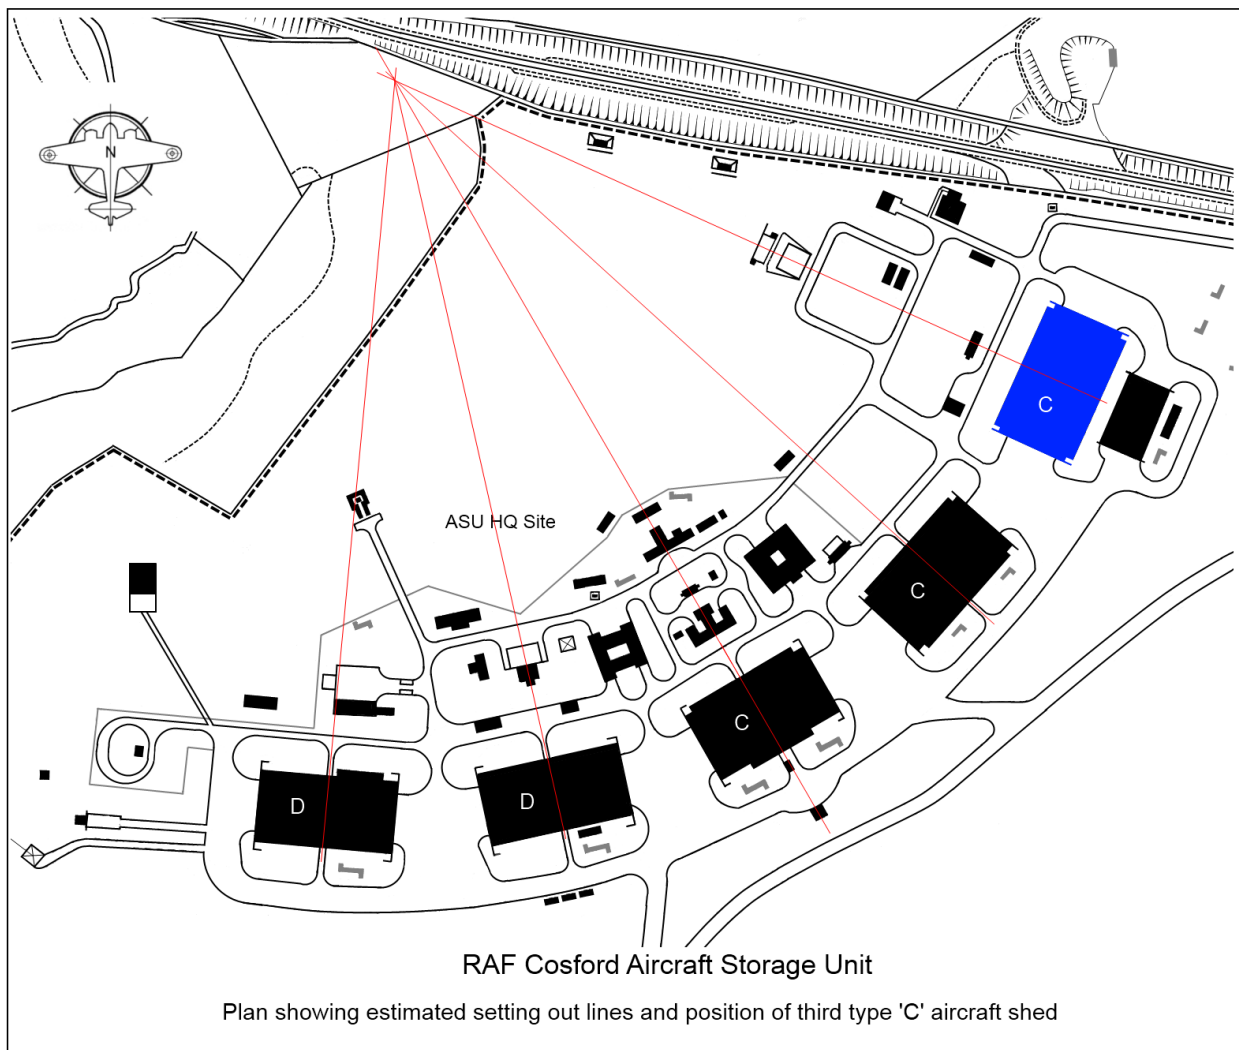 N
ASU HQ Site
C
C
C
D
D
RAF Cosford Aircraft Storage Unit
Plan showing estimated setting out lines and position of third type 'C' aircraft shed